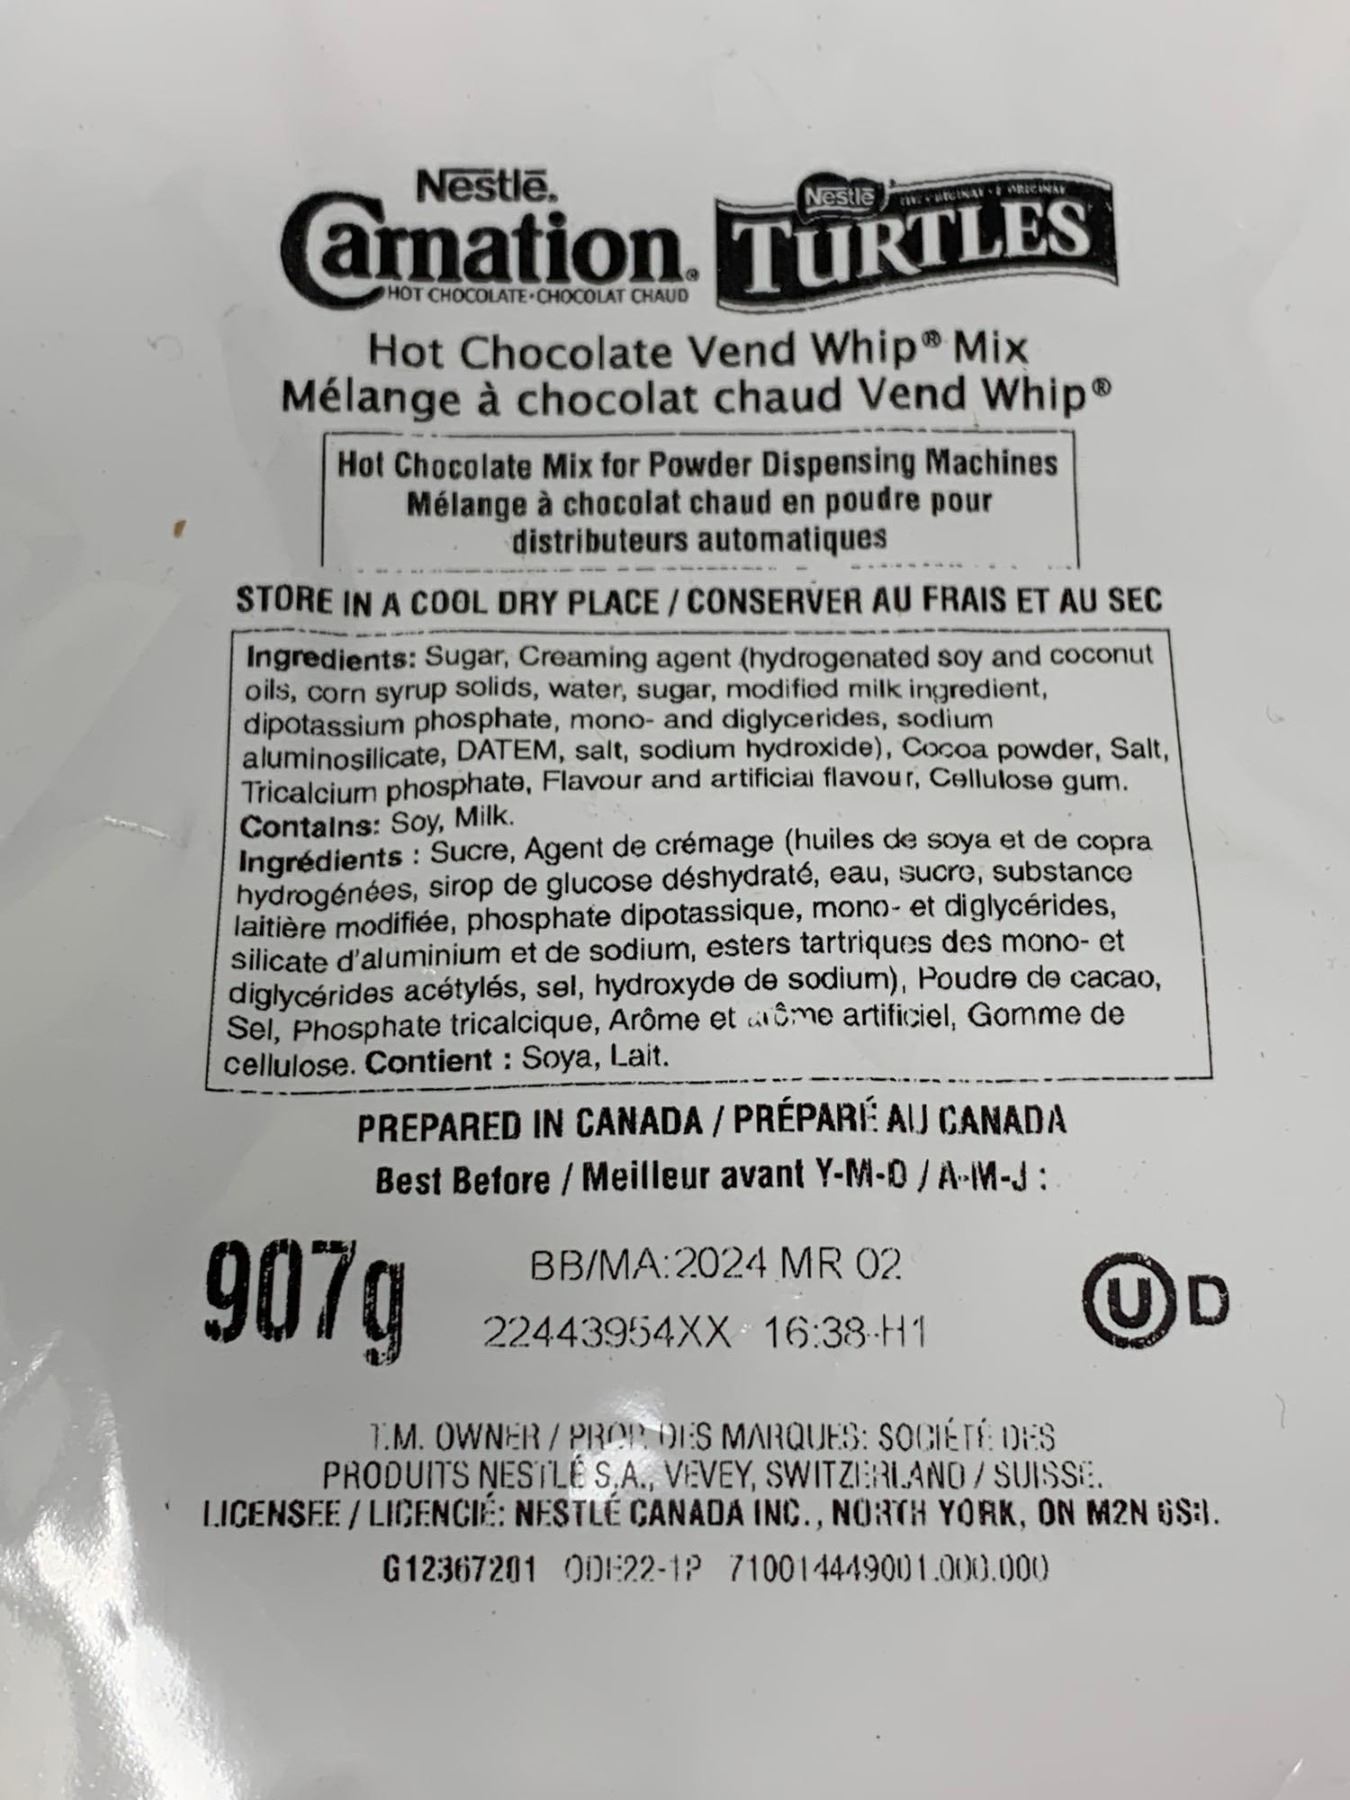 Nestlē.
Carnation®
HOT CHOCOLATE • CHOCOLAT CHAUD
Nestlē
TURTLES
Hot Chocolate Vend Whip® Mix
Mélange à chocolat chaud Vend Whip®
Hot Chocolate Mix for Powder Dispensing Machines
Mélange à chocolat chaud en poudre pour
distributeurs automatiques
STORE IN A COOL DRY PLACE / CONSERVER AU FRAIS ET AU SEC
Ingredients: Sugar, Creaming agent (hydrogenated soy and coconut
oils, corn syrup solids, water, sugar, modified milk ingredient,
dipotassium phosphate, mono- and diglycerides, sodium
aluminosilicate, DATEM, salt, sodium hydroxide), Cocoa powder, Salt,
Tricalcium phosphate, Flavour and artificial flavour, Cellulose gum.
Contains: Soy, Milk.
Ingrédients : Sucre, Agent de crémage (huiles de soya et de copra
hydrogénées, sirop de glucose déshydraté, eau, sucre, substance
laitière modifiée, phosphate dipotassique, mono- et diglycérides,
silicate d'aluminium et de sodium, esters tartriques des mono- et
diglycérides acétylés, sel, hydroxyde de sodium), Poudre de cacao,
Sel, Phosphate tricalcique, Arôme et arôme artificiel, Gomme de
cellulose. Contient : Soya, Lait.
PREPARED IN CANADA / PRÉPARÉ AU CANADA
Best Before / Meilleur avant Y-M-D / A-M-J :
907g
BB/MA:2024 MR 02
22443954XX 16:38-H1
U D
T.M. OWNER / PROP. DES MARQUES: SOCIÉTÉ DES
PRODUITS NESTLÉ S.A., VEVEY, SWITZERLAND / SUISSE.
LICENSEE / LICENCIÉ: NESTLÉ CANADA INC., NORTH YORK, ON M2N
G12367201 ODE22-1P 710014449001.000.000